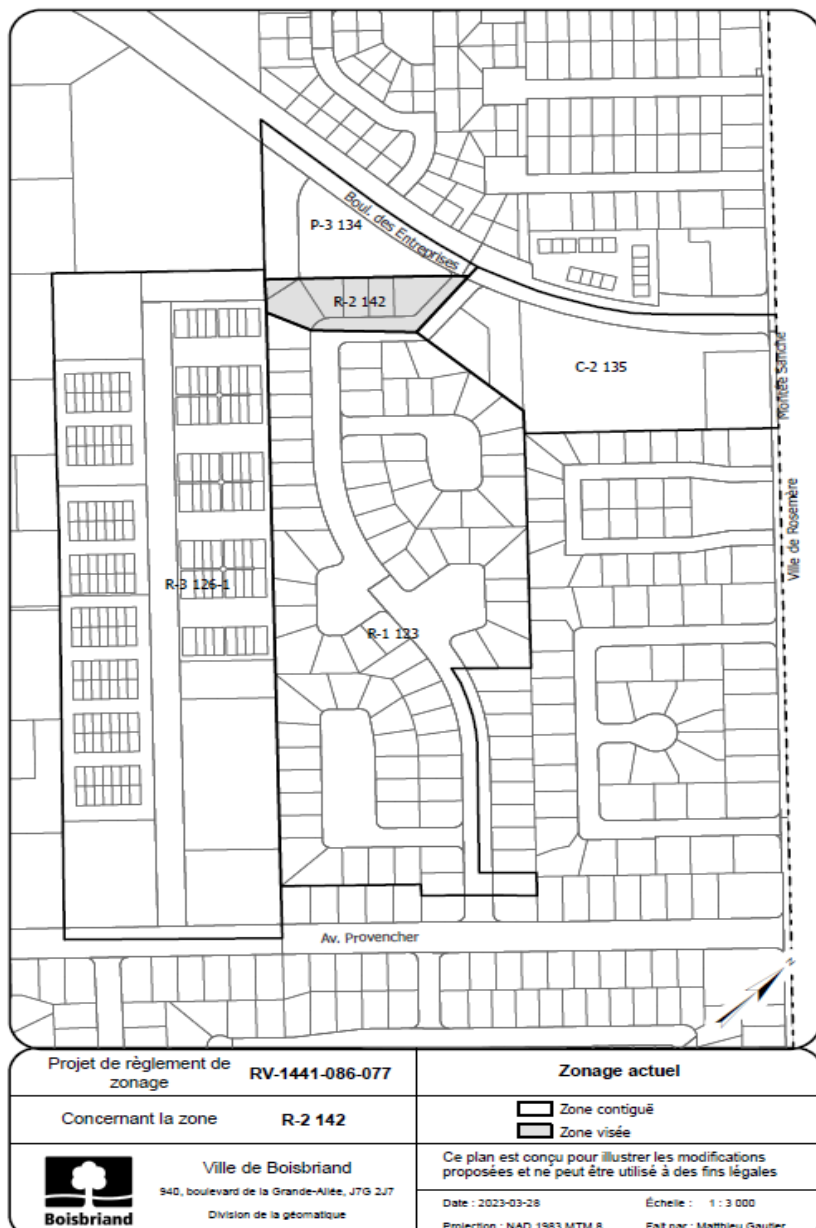 P-3 134
Boul. des Entreprises
R-2 142
C-2 135
Montée Sanche
Ville de Rosemère
R-3 126-1
R-1 123
Av. Provencher
N
Projet de règlement de zonage
RV-1441-086-077
Zonage actuel
Concernant la zone
R-2 142
Zone contiguë
Zone visée
Boisbriand
Ville de Boisbriand
940, boulevard de la Grande-Allée, J7G 2J7
Division de la géomatique
Ce plan est conçu pour illustrer les modifications
proposées et ne peut être utilisé à des fins légales
Date : 2023-03-28
Échelle : 1 : 3 000
Projection : NAD 1983 MTM 8
Fait par : Matthieu Gautier